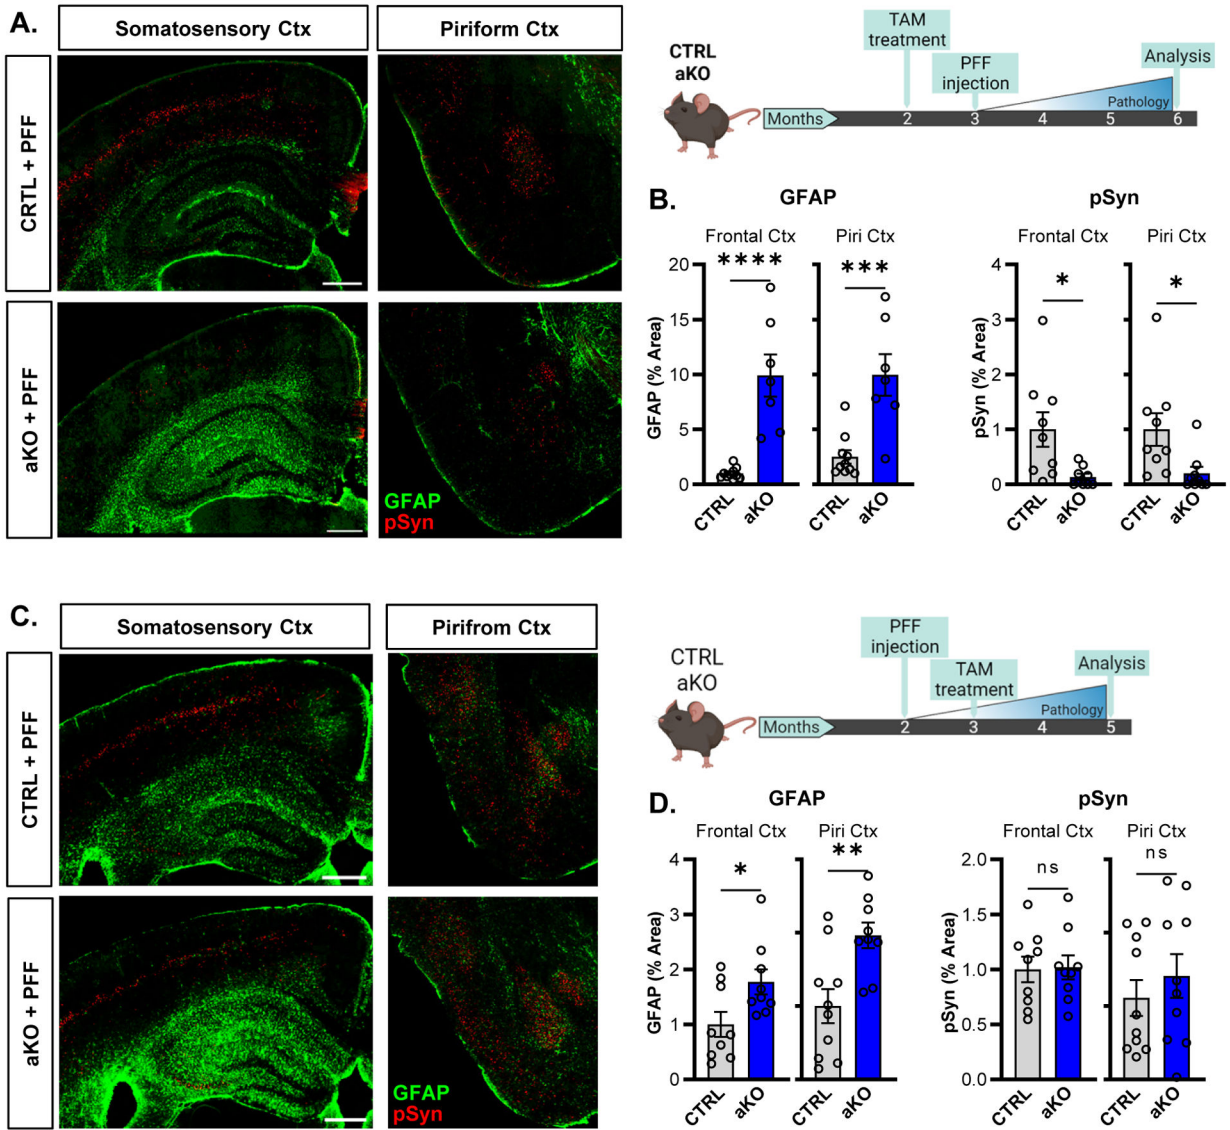 A.
Somatosensory Ctx
Piriform Ctx
CRTL + PFF
aKO + PFF
GFAP
pSyn
CTRL
aKO
TAM
treatment
PFF
injection
Analysis
Pathology
Months
2
3
4
5
6
B.
GFAP
pSyn
Frontal Ctx
Piri Ctx
Frontal Ctx
Piri Ctx
****
***
*
*
GFAP (% Area)
20
15
10
5
0
pSyn (% Area)
4
3
2
1
0
CTRL
aKO
CTRL
aKO
CTRL
aKO
CTRL
aKO
C.
Somatosensory Ctx
Pirifrom Ctx
CTRL + PFF
aKO + PFF
GFAP
pSyn
CTRL
aKO
PFF
injection
TAM
treatment
Analysis
Pathology
Months
2
3
4
5
D.
GFAP
pSyn
Frontal Ctx
Piri Ctx
Frontal Ctx
Piri Ctx
*
**
ns
ns
GFAP (% Area)
4
3
2
1
0
pSyn (% Area)
2.0
1.5
1.0
0.5
0.0
CTRL
aKO
CTRL
aKO
CTRL
aKO
CTRL
aKO